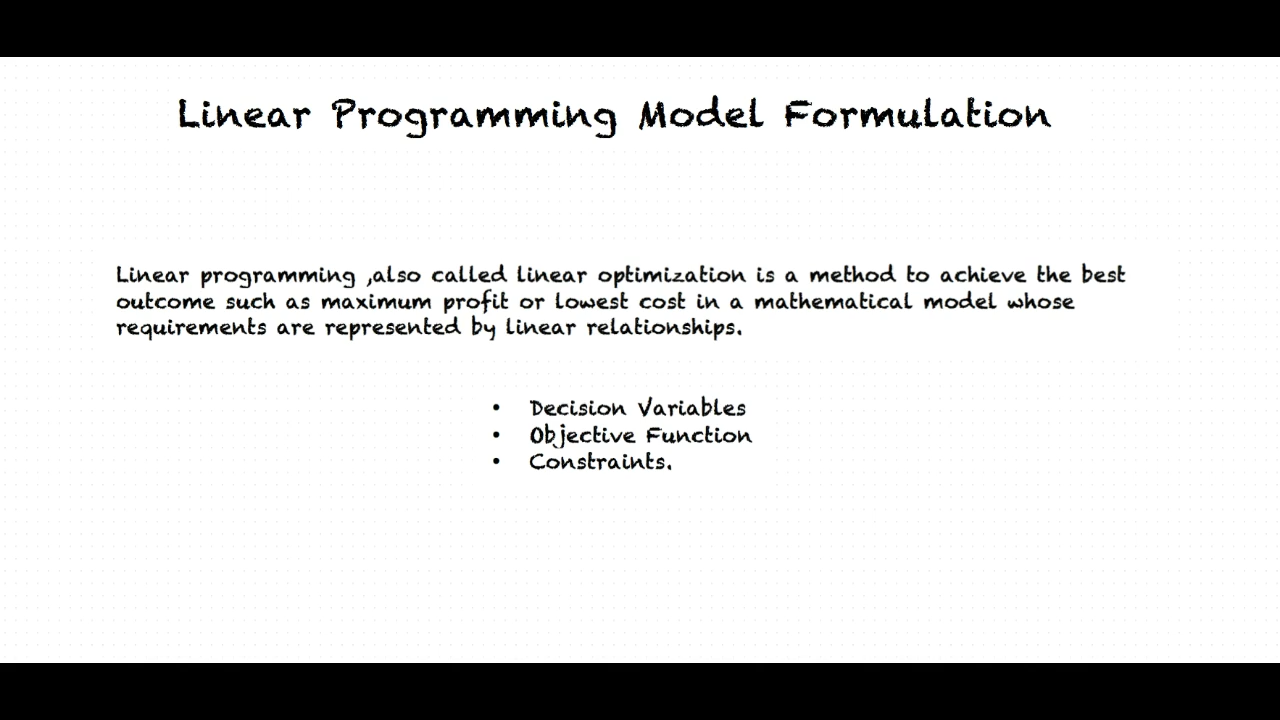 Linear Programming Model Formulation
Linear programming ,also called linear optimization is a method to achieve the best
outcome such as maximum profit or lowest cost in a mathematical model whose
requirements are represented by linear relationships.
• Decision Variables
• Objective Function
• Constraints.